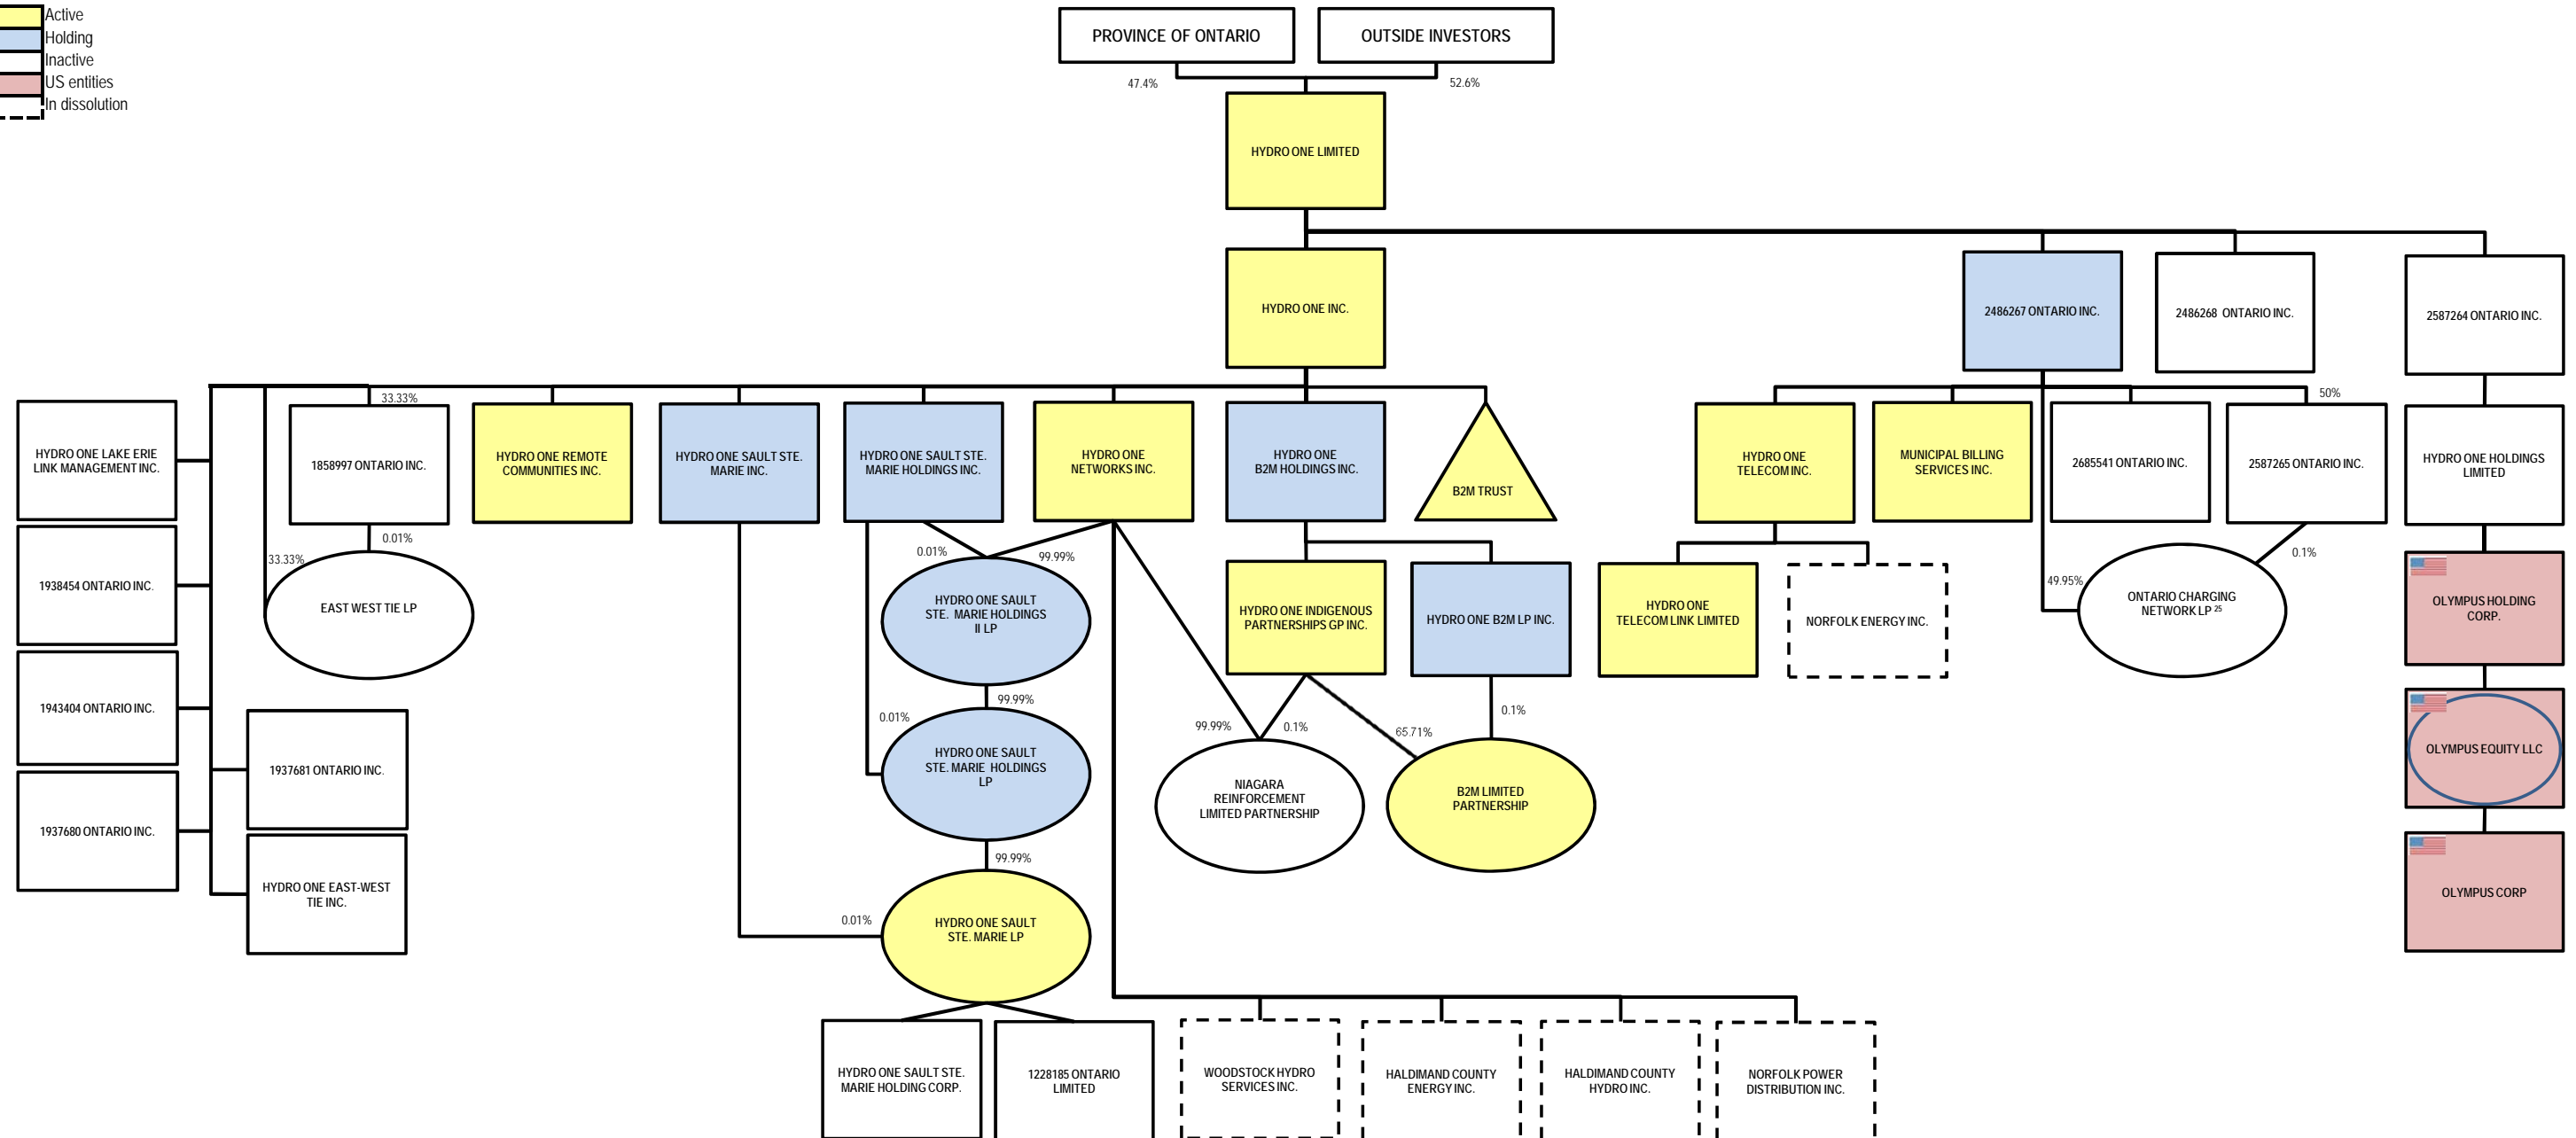 Active
Holding
Inactive
US entities
In dissolution
PROVINCE OF ONTARIO
OUTSIDE INVESTORS
47.4%
52.6%
HYDRO ONE LIMITED
HYDRO ONE INC.
2486267 ONTARIO INC.
2486268 ONTARIO INC.
2587264 ONTARIO INC.
33.33%
50%
HYDRO ONE LAKE ERIE
LINK MANAGEMENT INC.
1858997 ONTARIO INC.
HYDRO ONE REMOTE
COMMUNITIES INC.
HYDRO ONE SAULT STE.
MARIE INC.
HYDRO ONE SAULT STE.
MARIE HOLDINGS INC.
HYDRO ONE
NETWORKS INC.
HYDRO ONE
B2M HOLDINGS INC.
B2M TRUST
HYDRO ONE
TELECOM INC.
MUNICIPAL BILLING
SERVICES INC.
2685541 ONTARIO INC.
2587265 ONTARIO INC.
HYDRO ONE HOLDINGS
LIMITED
0.01%
33.33%
0.01%
99.99%
49.95%
0.1%
1938454 ONTARIO INC.
EAST WEST TIE LP
HYDRO ONE SAULT
STE. MARIE HOLDINGS
II LP
HYDRO ONE INDIGENOUS
PARTNERSHIPS GP INC.
HYDRO ONE B2M LP INC.
HYDRO ONE
TELECOM LINK LIMITED
NORFOLK ENERGY INC.
ONTARIO CHARGING
NETWORK LP 25
OLYMPUS HOLDING
CORP.
99.99%
0.01%
99.99%
0.1%
65.71%
0.1%
1943404 ONTARIO INC.
1937681 ONTARIO INC.
HYDRO ONE SAULT
STE. MARIE HOLDINGS
LP
NIAGARA
REINFORCEMENT
LIMITED PARTNERSHIP
B2M LIMITED
PARTNERSHIP
OLYMPUS EQUITY LLC
1937680 ONTARIO INC.
99.99%
HYDRO ONE EAST-WEST
TIE INC.
0.01%
HYDRO ONE SAULT
STE. MARIE LP
OLYMPUS CORP
HYDRO ONE SAULT STE.
MARIE HOLDING CORP.
1228185 ONTARIO
LIMITED
WOODSTOCK HYDRO
SERVICES INC.
HALDIMAND COUNTY
ENERGY INC.
HALDIMAND COUNTY
HYDRO INC.
NORFOLK POWER
DISTRIBUTION INC.